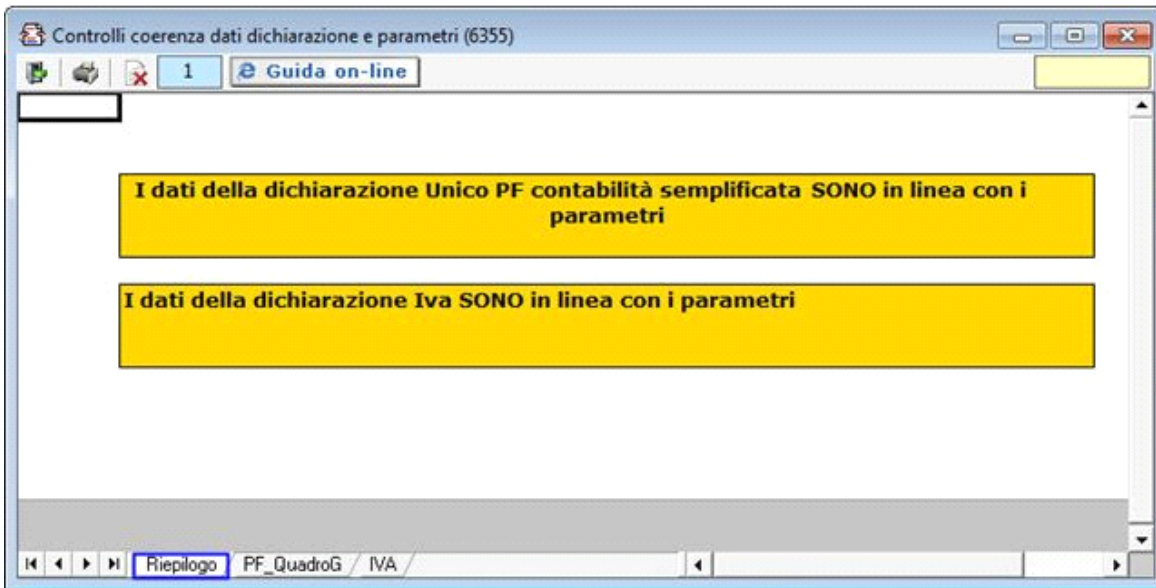 Controlli coerenza dati dichiarazione e parametri (6355)
1 Guida on-line
I dati della dichiarazione Unico PF contabilità semplificata SONO in linea con i
parametri
I dati della dichiarazione Iva SONO in linea con i parametri
Riepilogo PF_QuadroG IVA